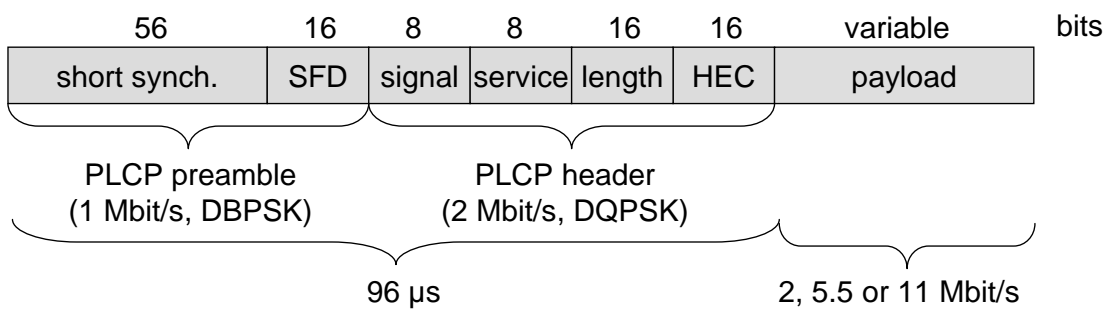 56 16 8 8 16 16 variable bits
short synch. SFD signal service length HEC payload
PLCP preamble
(1 Mbit/s, DBPSK)
PLCP header
(2 Mbit/s, DQPSK)
96 µs
2, 5.5 or 11 Mbit/s